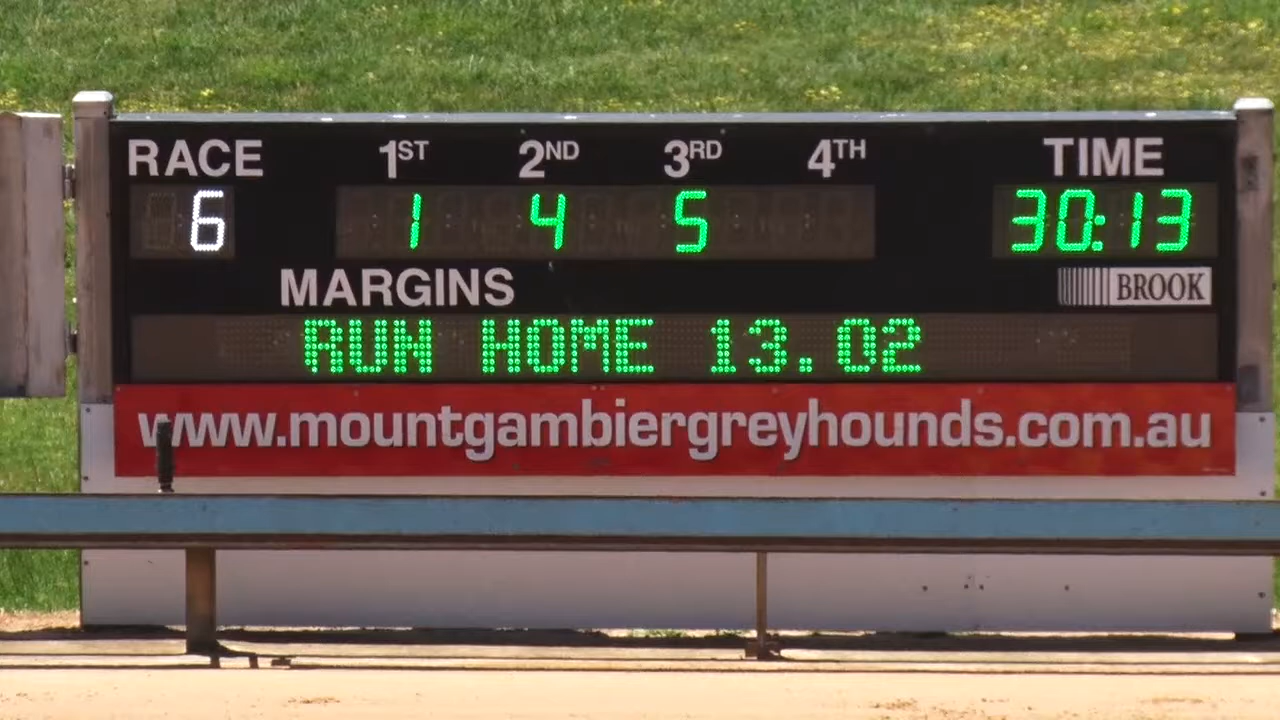 RACE 1ST 2ND 3RD 4TH TIME
6 1 4 5 30:13
MARGINS BROOK
RUN HOME 13.02
www.mountgambiergreyhounds.com.au